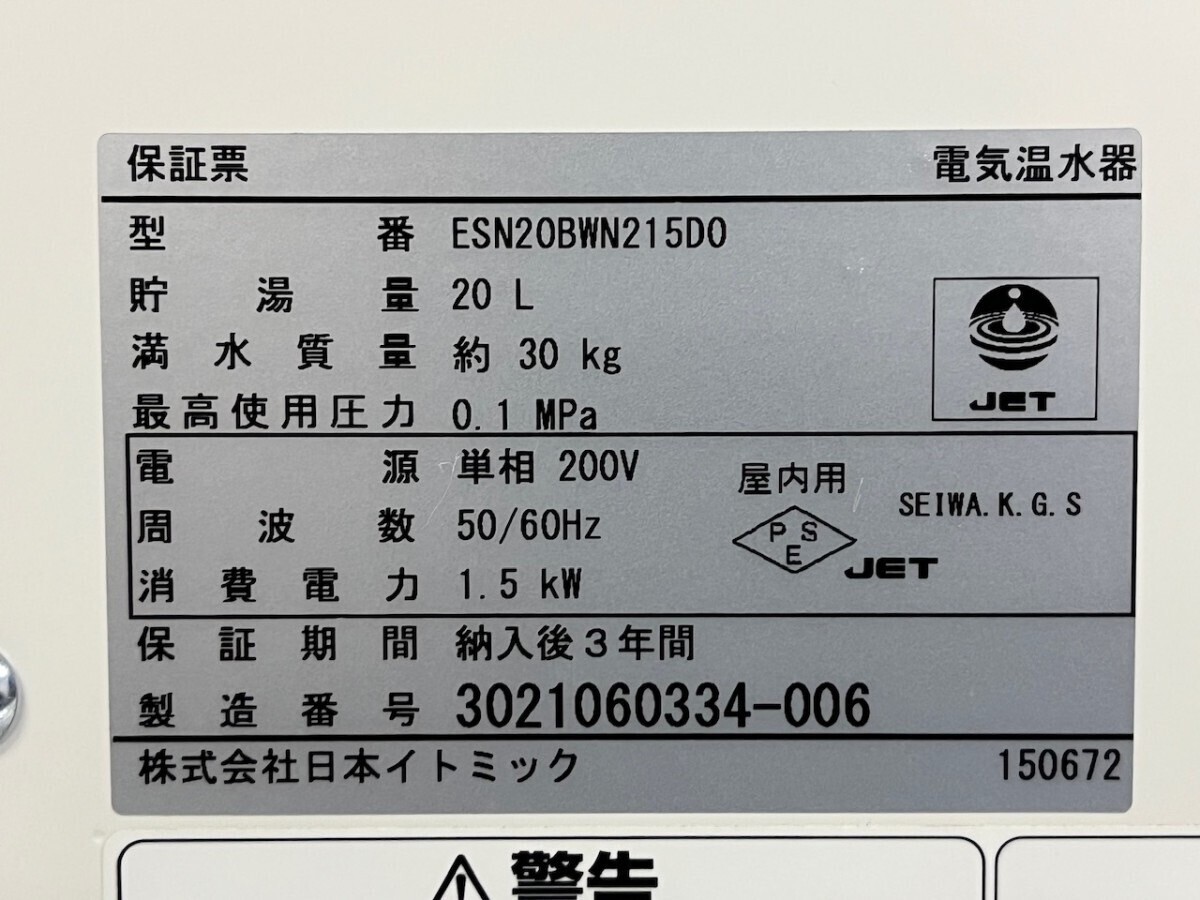 保証票 電気温水器
型番 ESN20BWN215D0
貯湯量 20 L
満水質量 約 30 kg
最高使用圧力 0.1 MPa
JET
電源 単相 200V
周波数 50/60Hz
消費電力 1.5 kW
屋内用
PSE
JET
SEIWA.K.G.S
保証期間 納入後3年間
製造番号 3021060334-006
株式会社日本イトミック 150672
警告